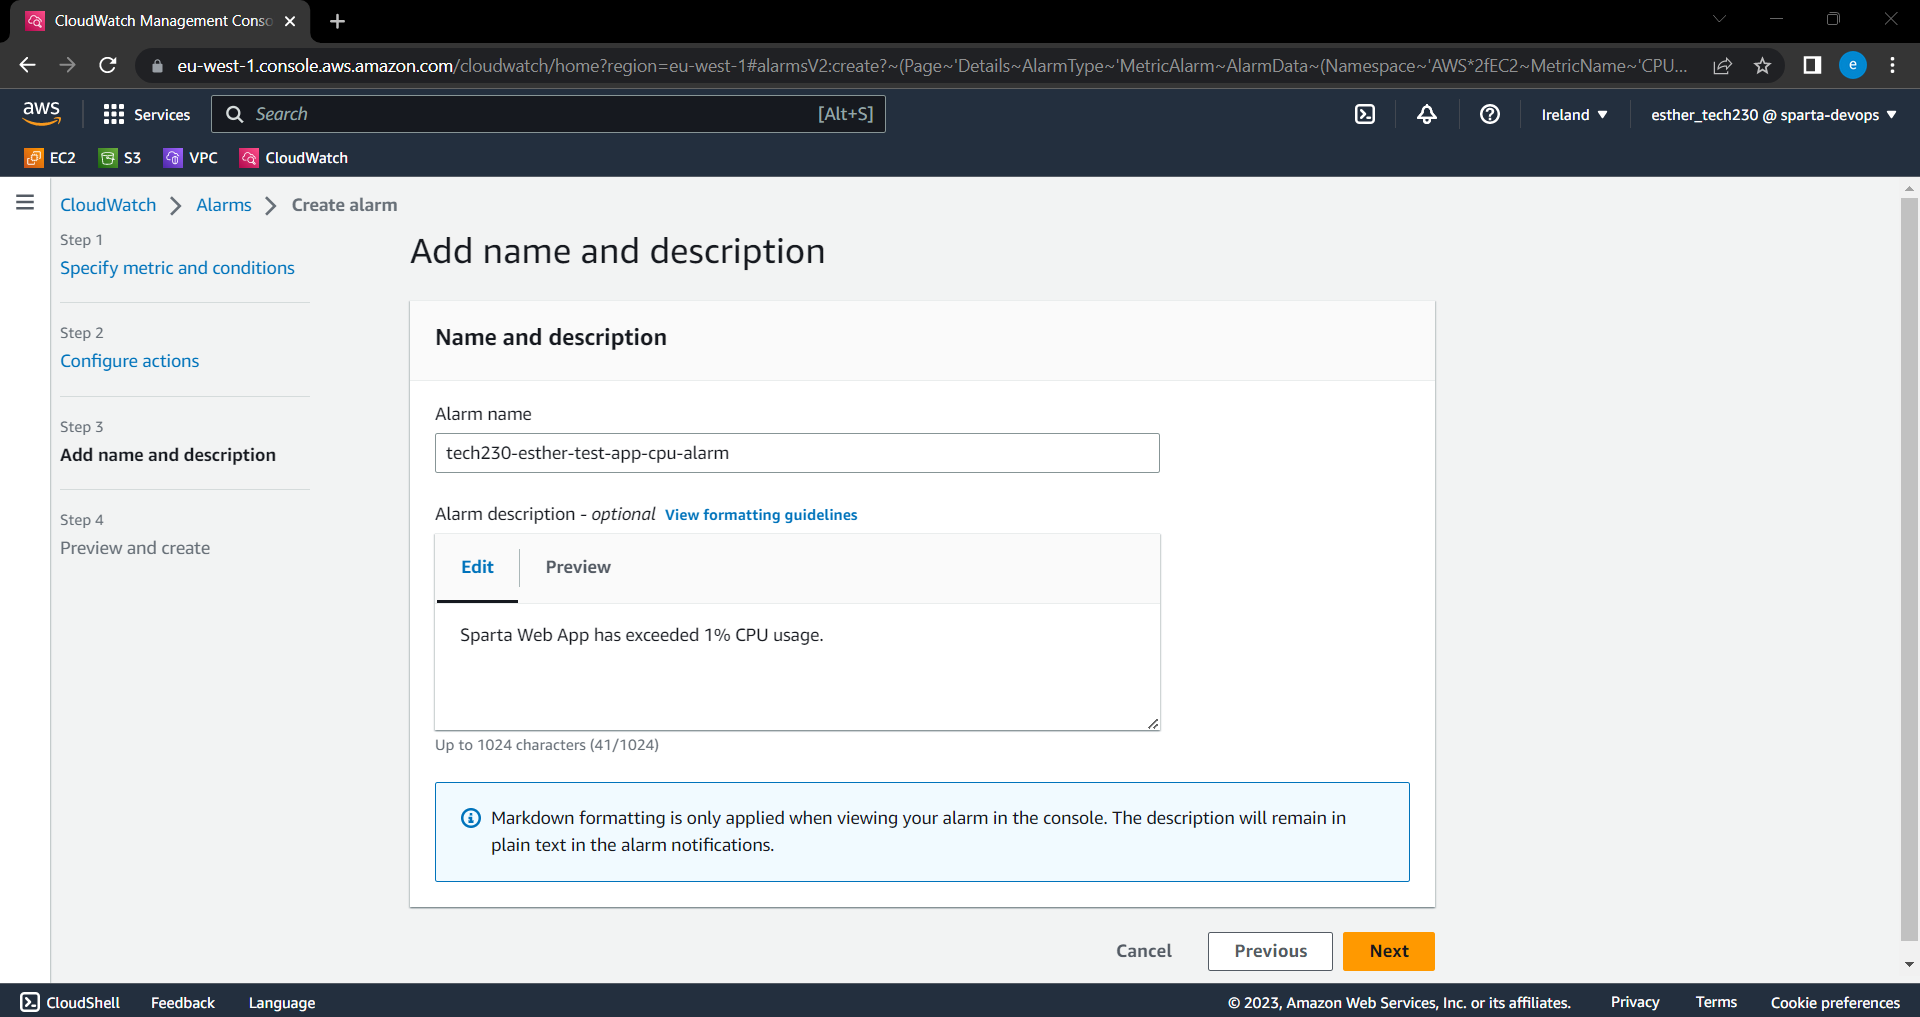 CloudWatch Management Conso
eu-west-1.console.aws.amazon.com/cloudwatch/home?region=eu-west-1#alarmsV2:create?~(Page~'Details~AlarmType~'MetricAlarm~AlarmData~(Namespace~'AWS*2fEC2~MetricName~'CPU...
e
aws
Services
Search
[Alt+S]
Ireland
esther_tech230 @ sparta-devops
EC2
S3
VPC
CloudWatch
CloudWatch
Alarms
Create alarm
Step 1
Specify metric and conditions
Step 2
Configure actions
Step 3
Add name and description
Step 4
Preview and create
Add name and description
Name and description
Alarm name
tech230-esther-test-app-cpu-alarm
Alarm description - optional View formatting guidelines
Edit
Preview
Sparta Web App has exceeded 1% CPU usage.
Up to 1024 characters (41/1024)
Markdown formatting is only applied when viewing your alarm in the console. The description will remain in
plain text in the alarm notifications.
Cancel
Previous
Next
CloudShell
Feedback
Language
© 2023, Amazon Web Services, Inc. or its affiliates.
Privacy
Terms
Cookie preferences